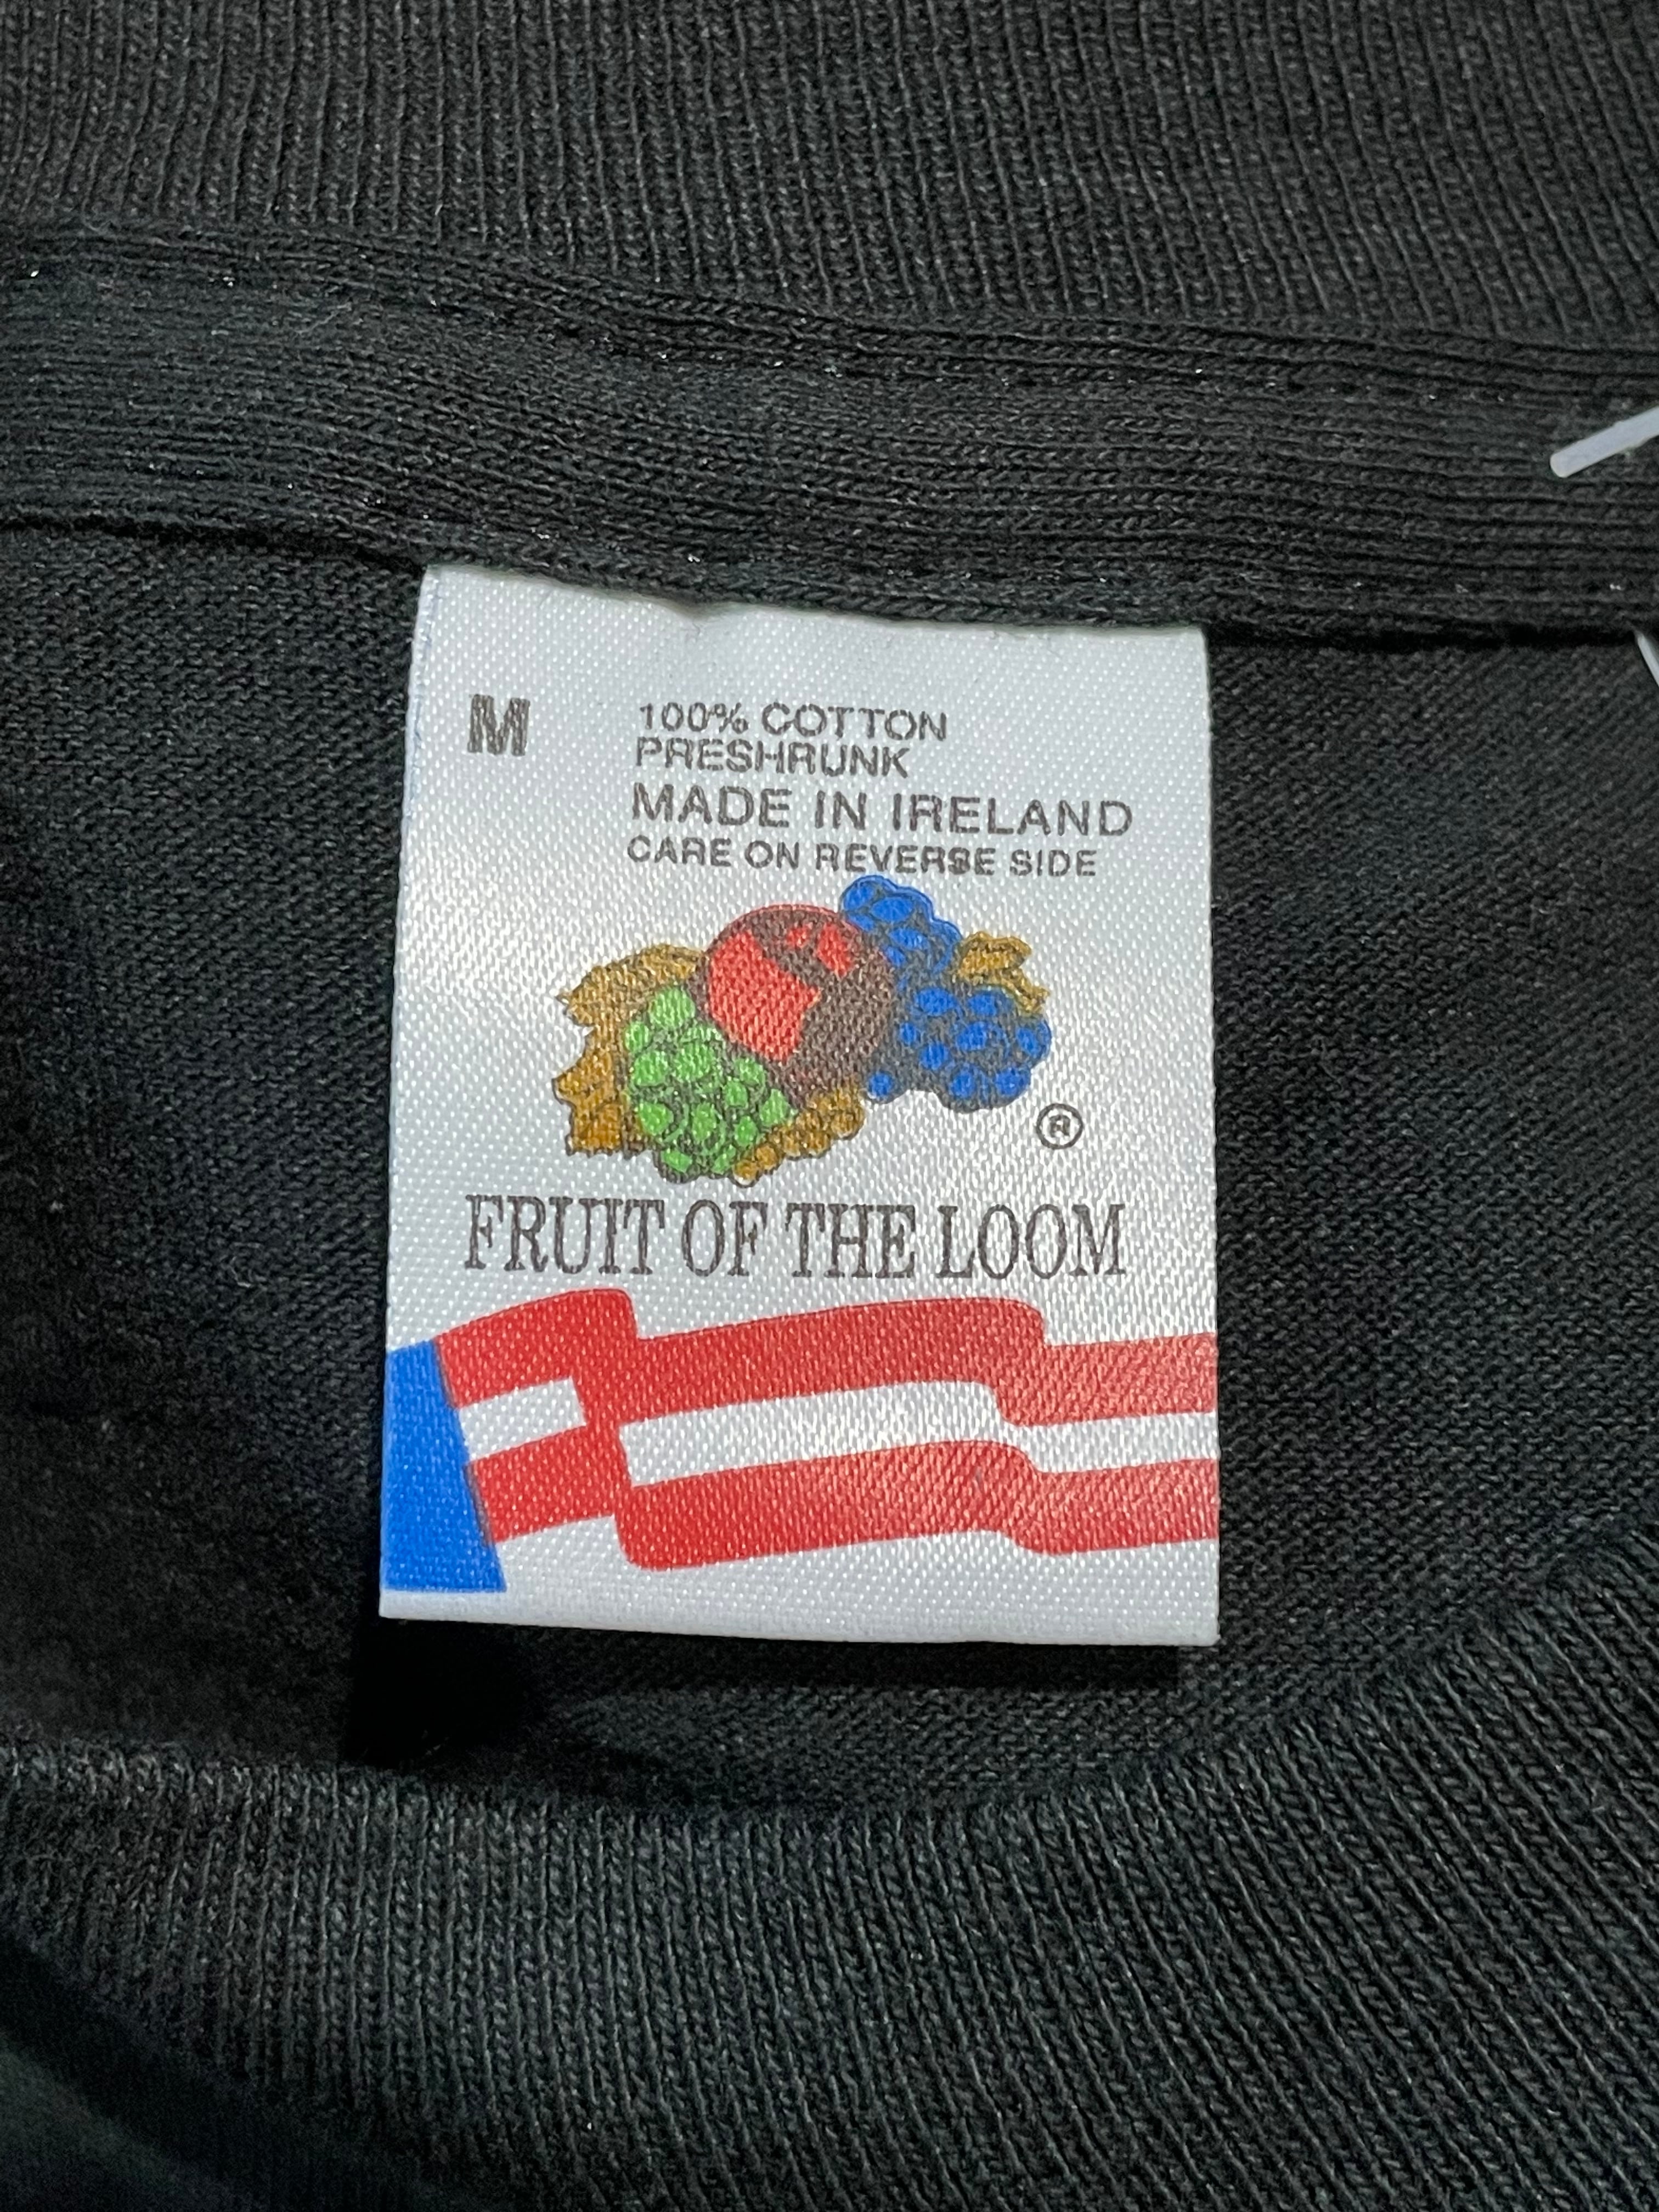 M
100% COTTON
PRESHRUNK
MADE IN IRELAND
CARE ON REVERSE SIDE
®
FRUIT OF THE LOOM